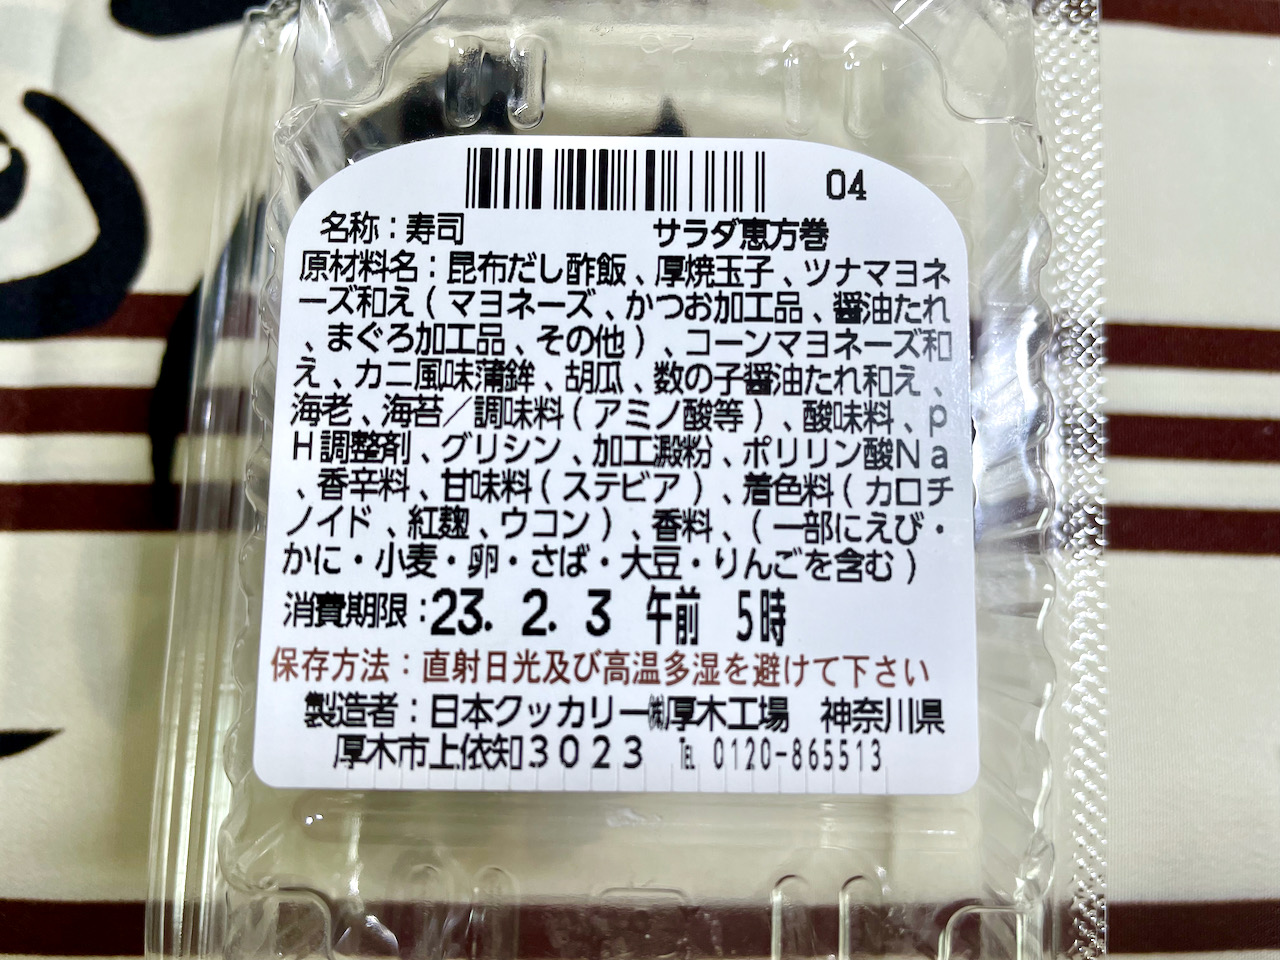 04
名称：寿司　サラダ恵方巻
原材料名：昆布だし酢飯、厚焼玉子、ツナマヨネ
ーズ和え（マヨネーズ、かつお加工品、醤油たれ
、まぐろ加工品、その他）、コーンマヨネーズ和
え、カニ風味蒲鉾、胡瓜、数の子醤油たれ和え、
海老、海苔／調味料（アミノ酸等）、酸味料、ｐ
Ｈ調整剤、グリシン、加工澱粉、ポリリン酸Ｎａ
、香辛料、甘味料（ステビア）、着色料（カロチ
ノイド、紅麹、ウコン）、香料、（一部にえび・
かに・小麦・卵・さば・大豆・りんごを含む）
消費期限：23. 2. 3 午前 5時
保存方法：直射日光及び高温多湿を避けて下さい
製造者：日本クッカリー㈱厚木工場　神奈川県
厚木市上依知３０２３　℡ 0120-865513